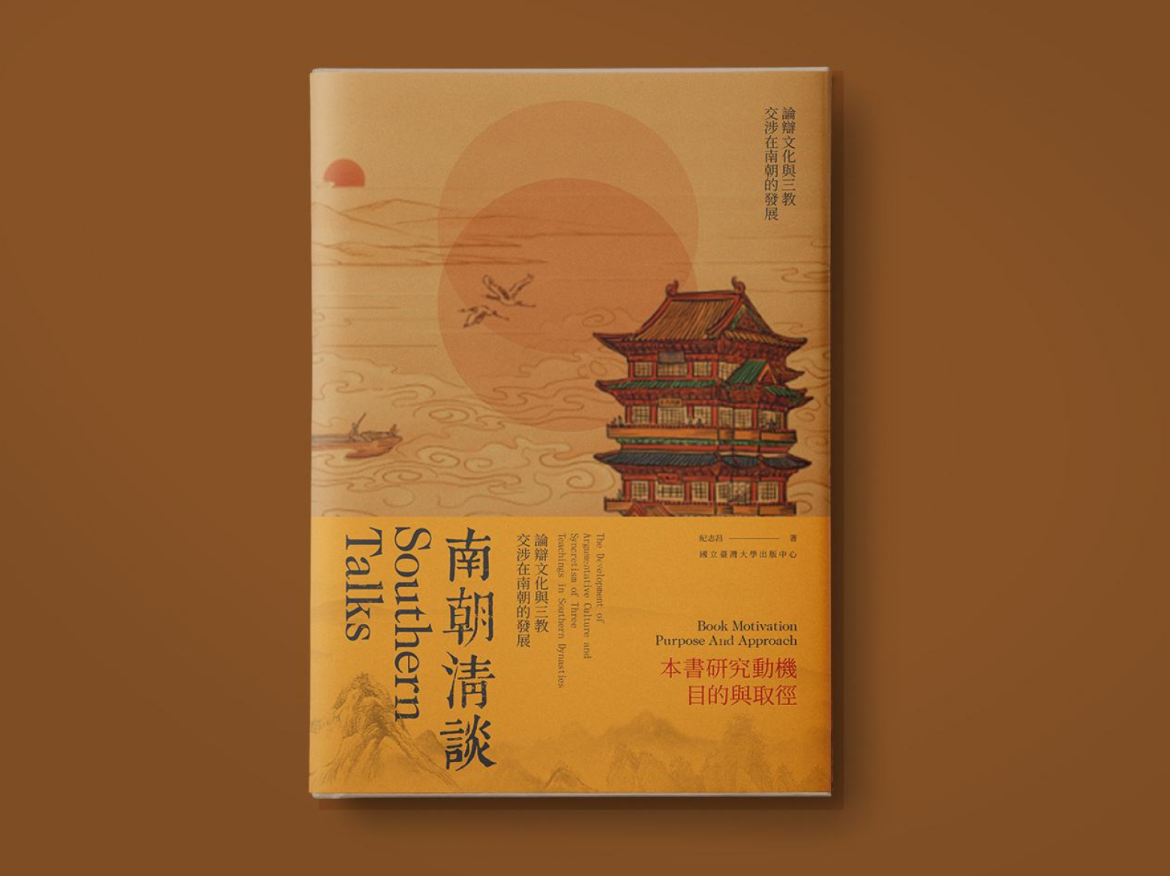 論辯文化與三教
交涉在南朝的發展
南朝清談
Southern
Talks
The Development of
Argumentative Culture and
Syncretism of Three
Teachings in Southern Dynasties
論辯文化與三教
交涉在南朝的發展
紀志昌 著
國立臺灣大學出版中心
Book Motivation
Purpose And Approach
本書研究動機
目的與取徑